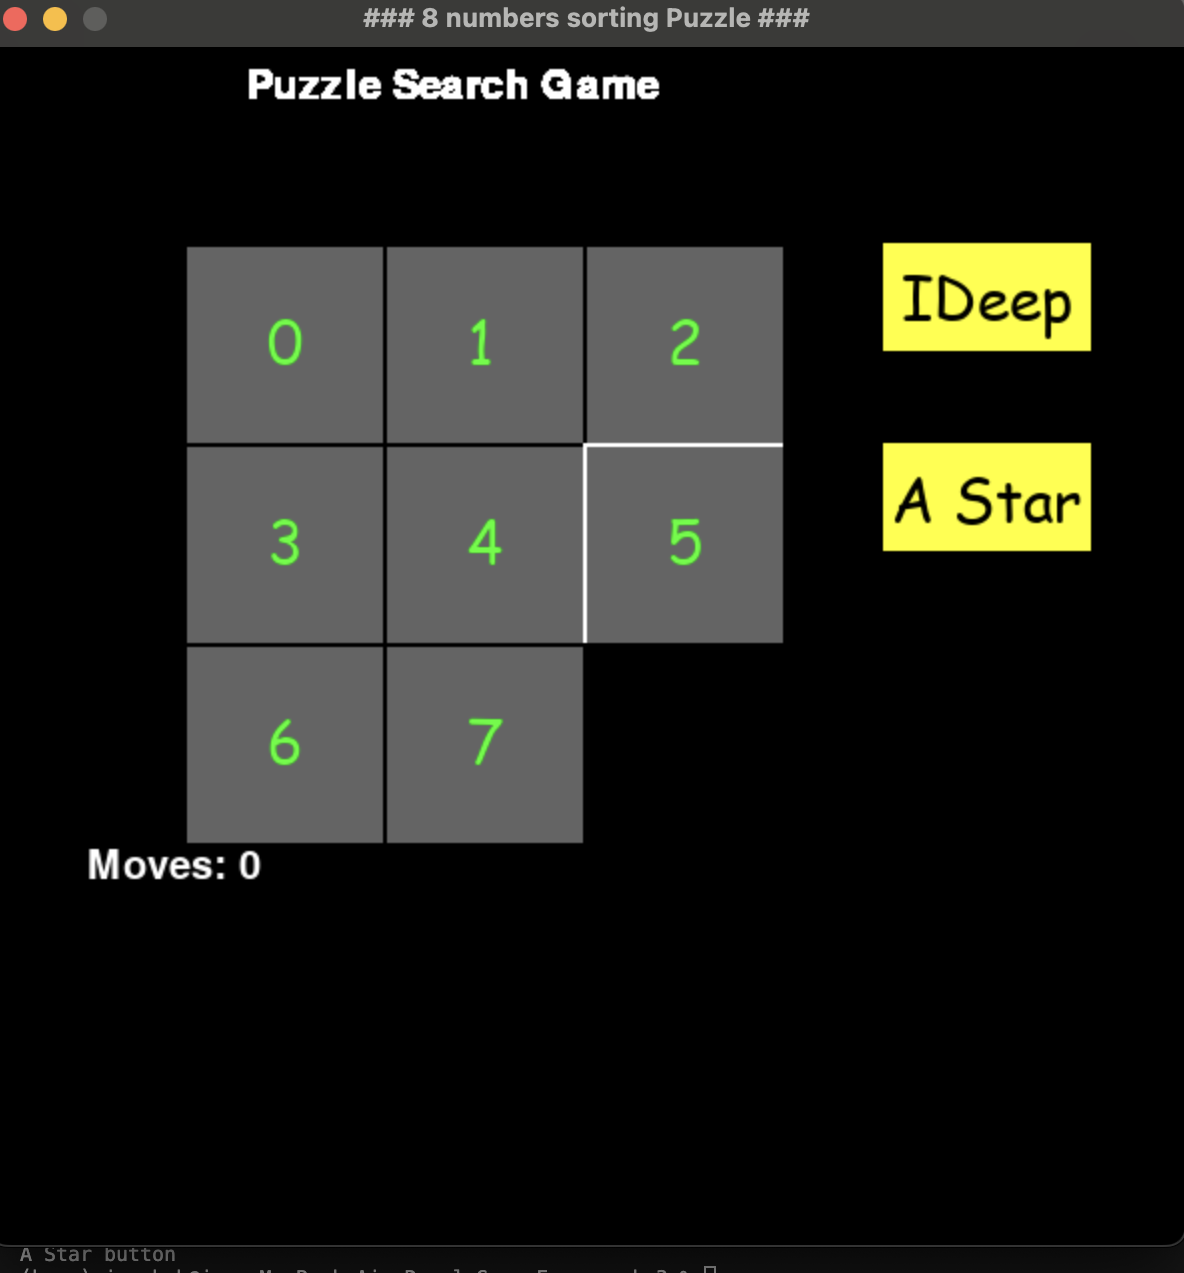 ### 8 numbers sorting Puzzle ###
Puzzle Search Game
0 1 2
IDeep
3 4 5
A Star
6 7
Moves: 0
A Star button